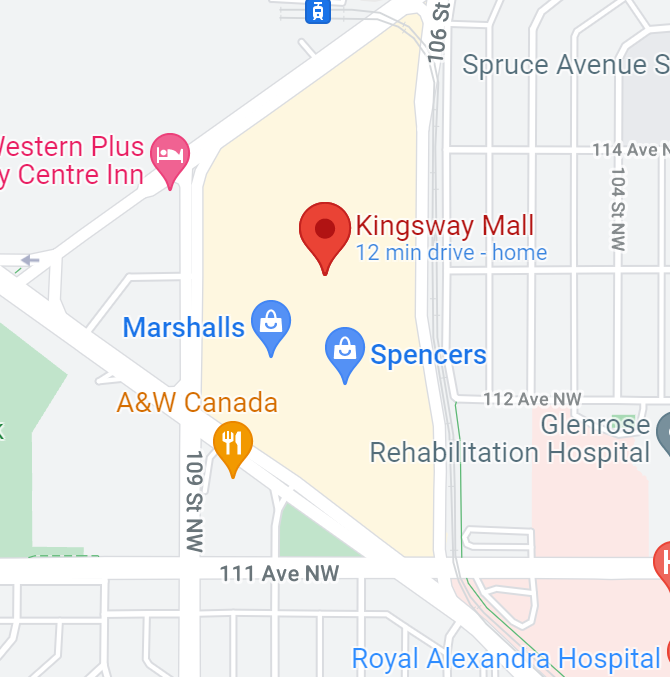 106 St
Spruce Avenue S
Western Plus
y Centre Inn
114 Ave N
104 St NW
Kingsway Mall
12 min drive - home
Marshalls
Spencers
A&W Canada
112 Ave NW
Glenrose
Rehabilitation Hospital
109 St NW
111 Ave NW
H
Royal Alexandra Hospital